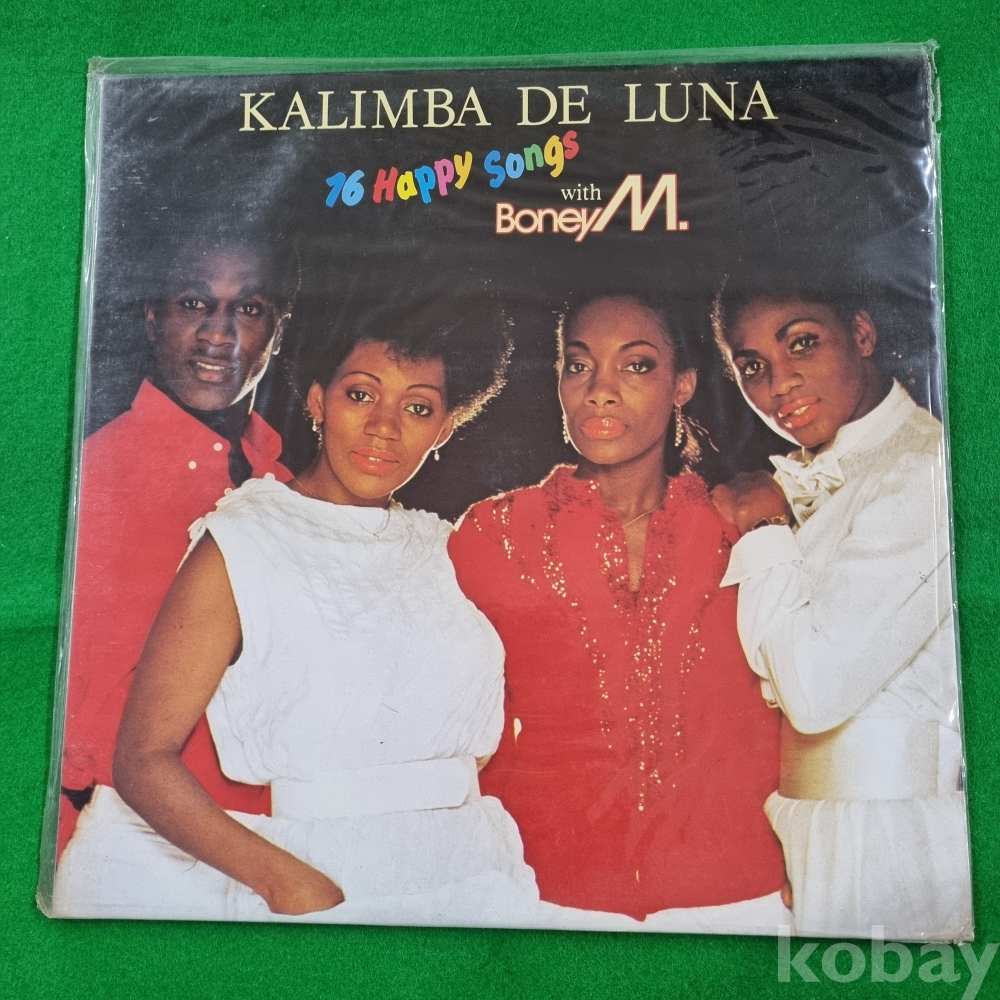 KALIMBA DE LUNA
16 Happy Songs
with
Boney M.
kobay